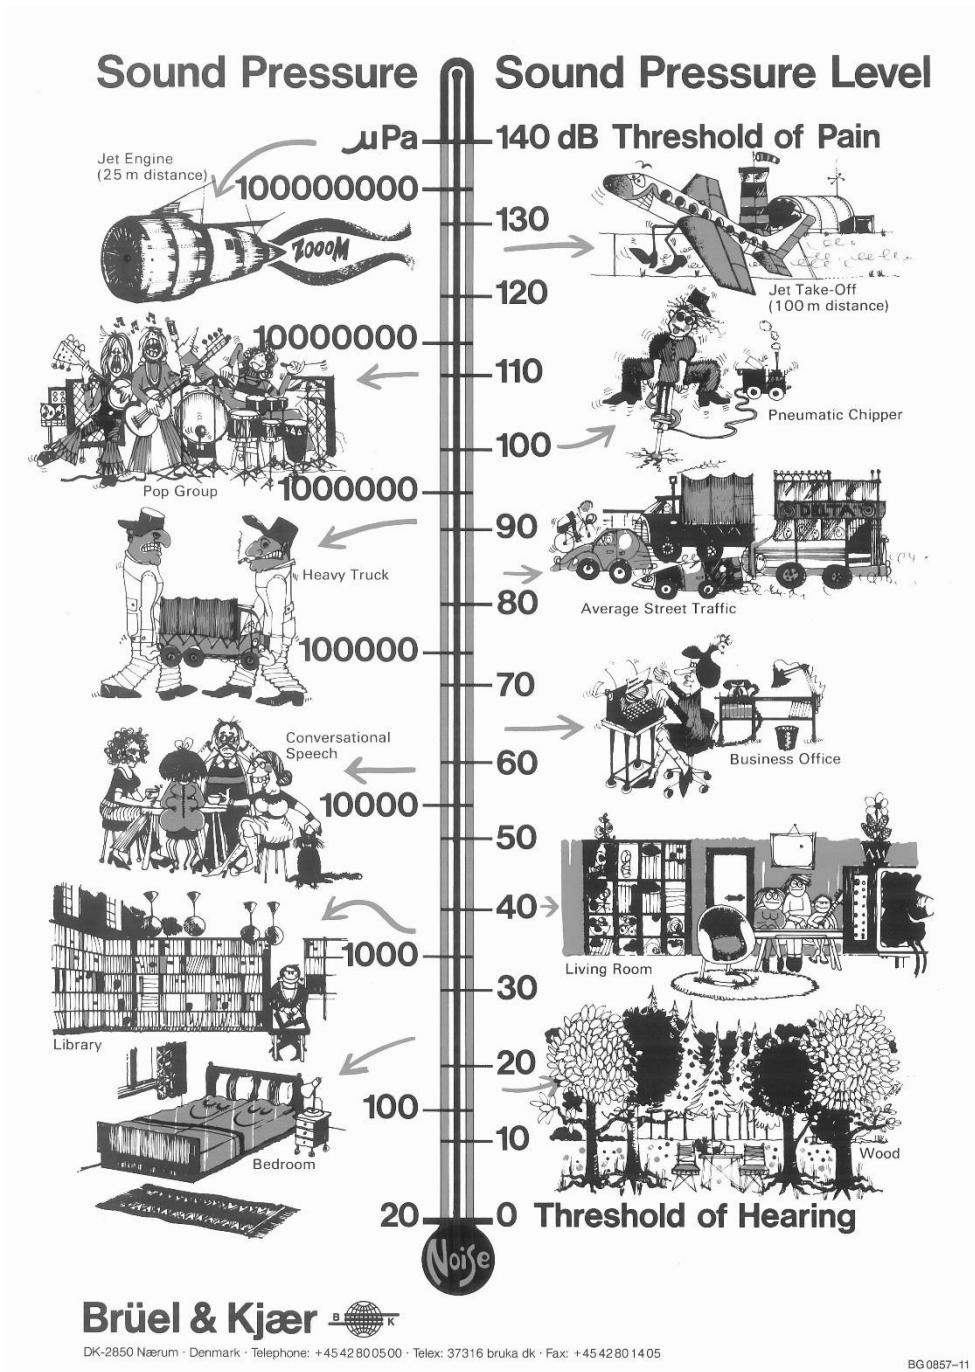 Sound Pressure
Sound Pressure Level
µPa
140 dB Threshold of Pain
Jet Engine
(25 m distance)
100000000
130
ZOOOM
120
Jet Take-Off
(100 m distance)
10000000
110
Pneumatic Chipper
100
Pop Group
1000000
90
DELTA
Heavy Truck
80
Average Street Traffic
100000
70
Conversational
Speech
60
Business Office
10000
50
40
1000
Living Room
30
Library
20
100
10
Bedroom
Wood
20
0 Threshold of Hearing
Noise
Brüel & Kjær
B K
DK-2850 Nærum · Denmark · Telephone: +45 42 80 05 00 · Telex: 37316 bruka dk · Fax: +45 42 80 14 05
BG 0857-11